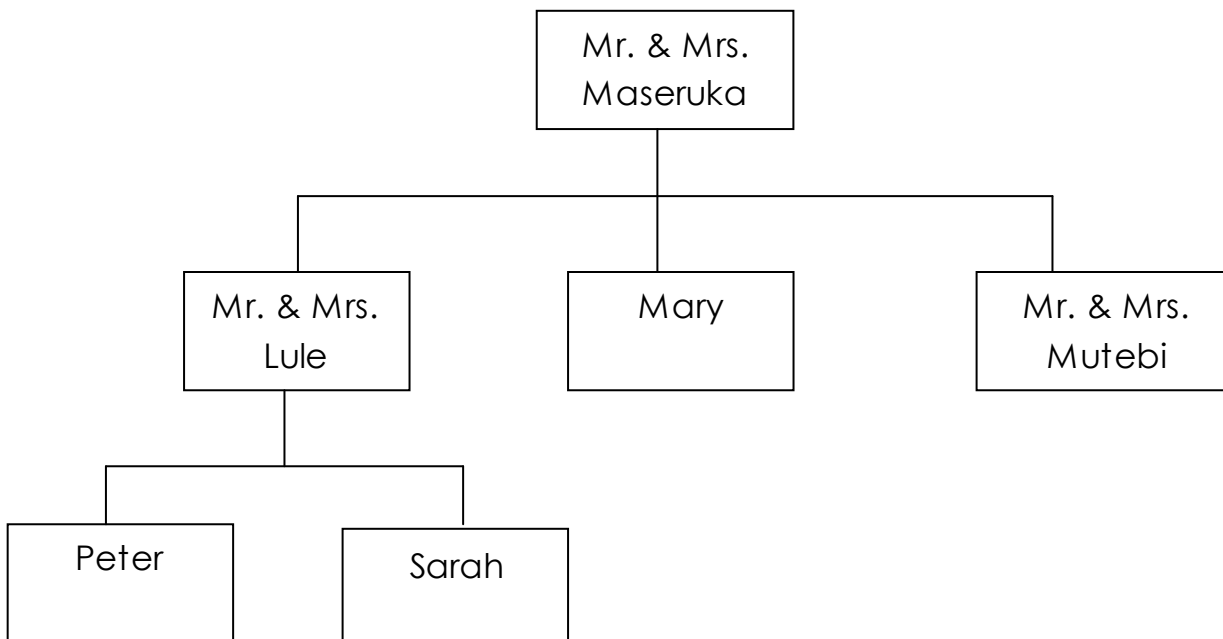 Mr. & Mrs.
Maseruka
Mr. & Mrs.
Lule
Mary
Mr. & Mrs.
Mutebi
Peter
Sarah